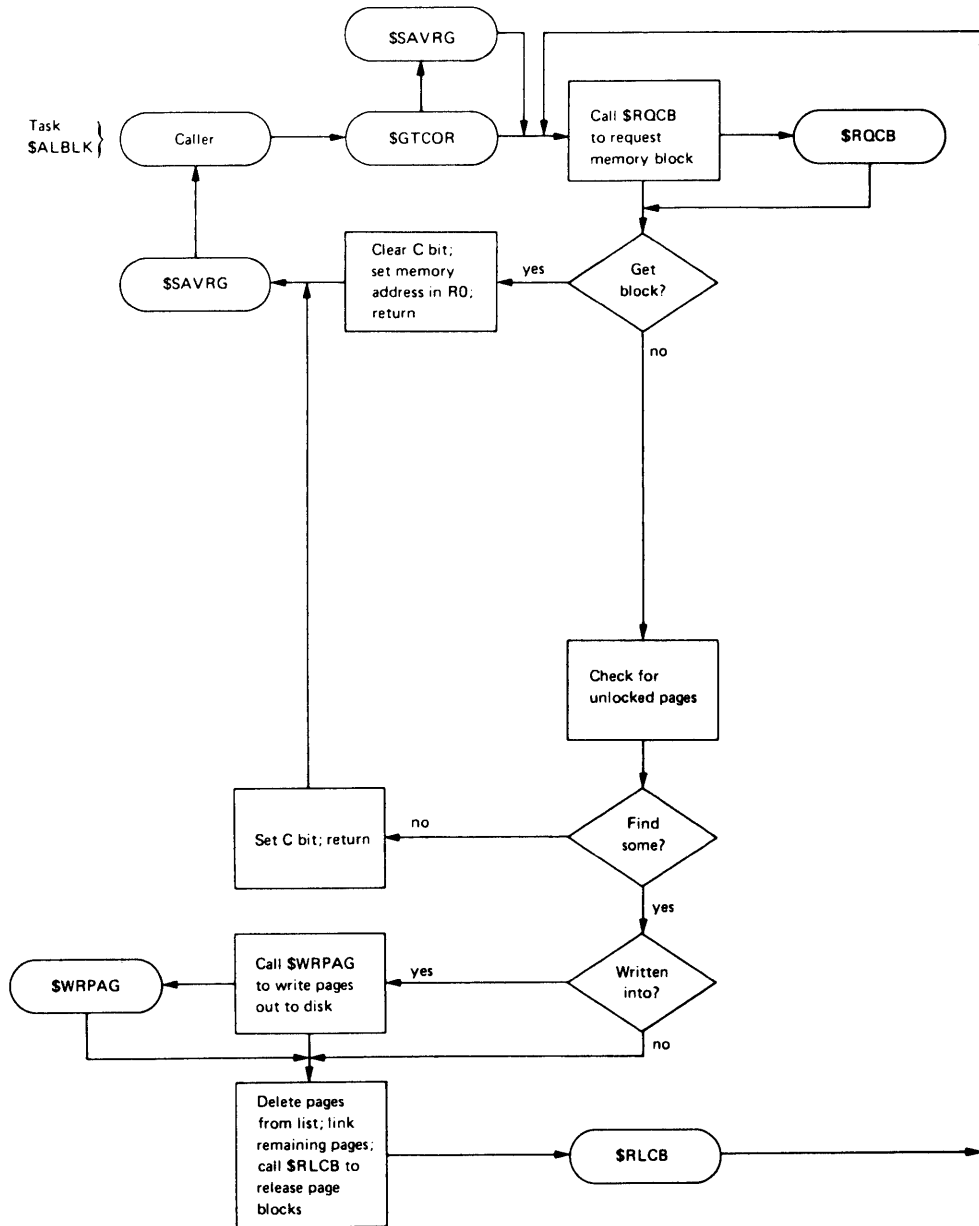 $SAVRG
Task
$ALBLK
Caller
$GTCOR
Call $RQCB
to request
memory block
$RQCB
$SAVRG
Clear C bit;
set memory
address in R0;
return
yes
Get
block?
no
Check for
unlocked pages
Set C bit; return
no
Find
some?
yes
$WRPAG
Call $WRPAG
to write pages
out to disk
yes
Written
into?
no
Delete pages
from list; link
remaining pages;
call $RLCB to
release page
blocks
$RLCB